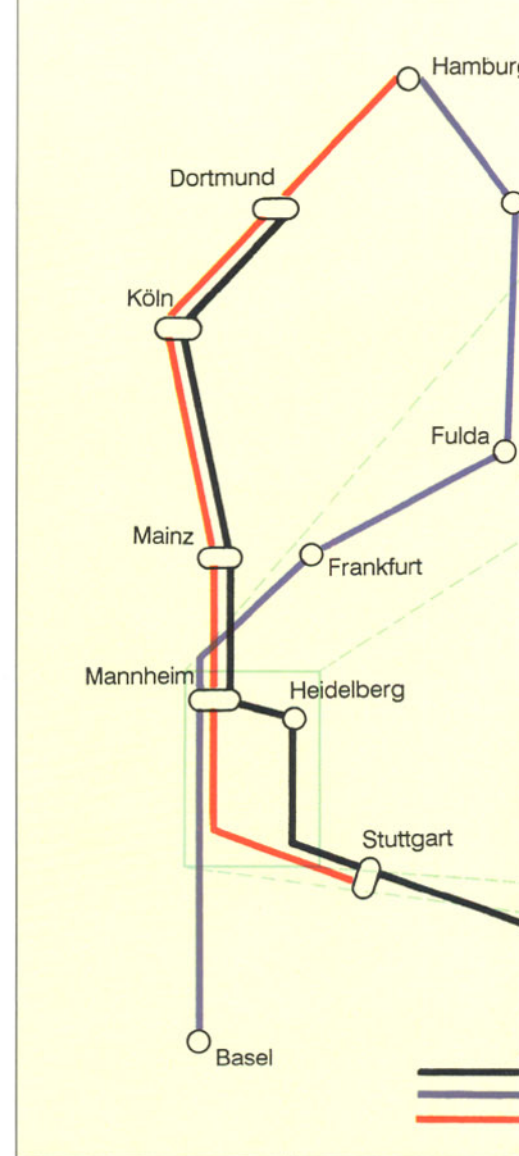 Hamburg
Dortmund
Köln
Fulda
Mainz
Frankfurt
Mannheim
Heidelberg
Stuttgart
Basel